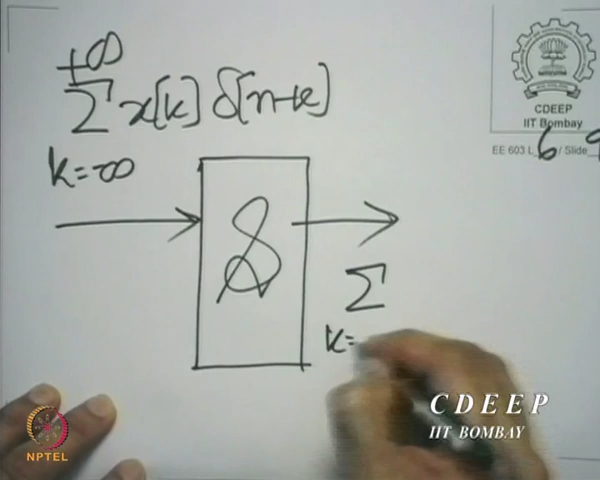 +∞
Σ x[k] δ[n-k]
k=-∞
S
Σ
k=
CDEEP
IIT Bombay
EE 603 L 6 / Slide 9
CDEEP
IIT BOMBAY
NPTEL